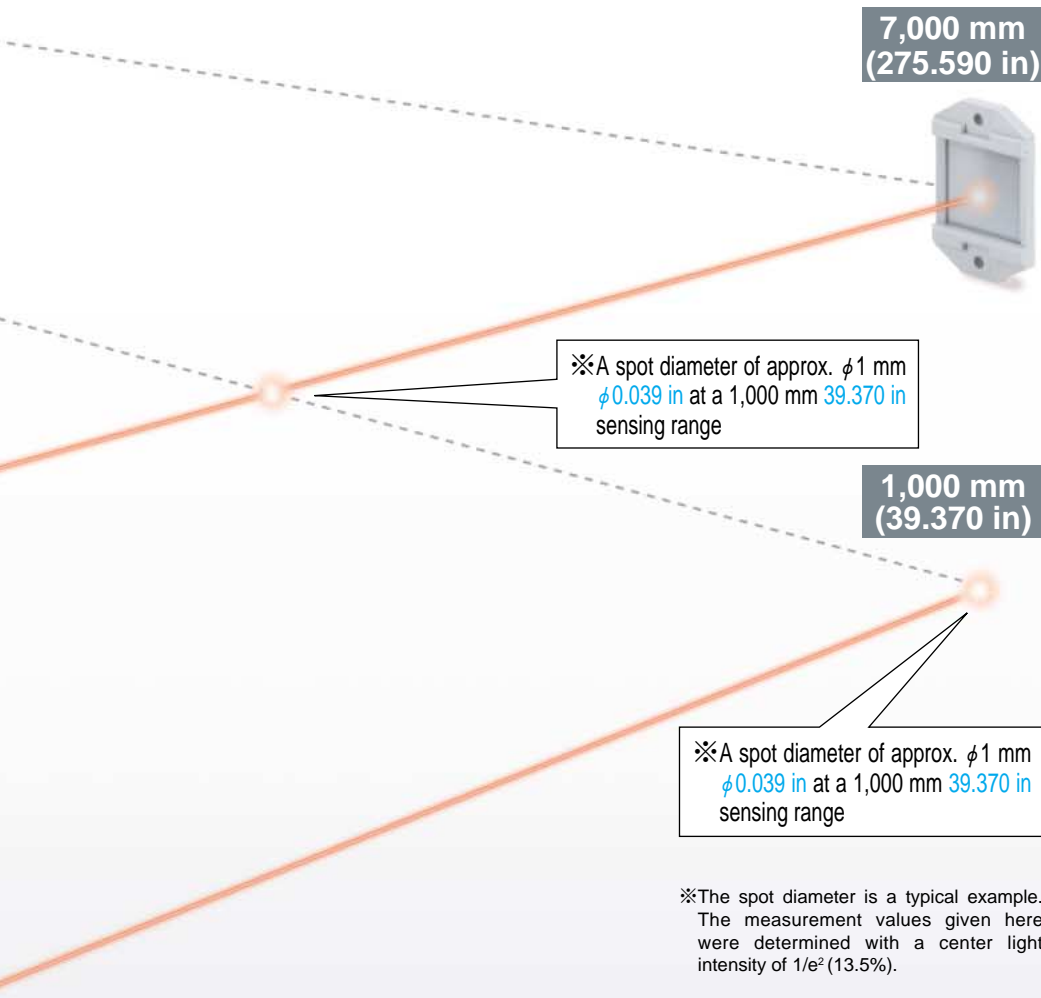 7,000 mm
(275.590 in)
※A spot diameter of approx. φ1 mm
φ0.039 in at a 1,000 mm 39.370 in
sensing range
1,000 mm
(39.370 in)
※A spot diameter of approx. φ1 mm
φ0.039 in at a 1,000 mm 39.370 in
sensing range
※The spot diameter is a typical example.
The measurement values given here
were determined with a center light
intensity of 1/e² (13.5%).